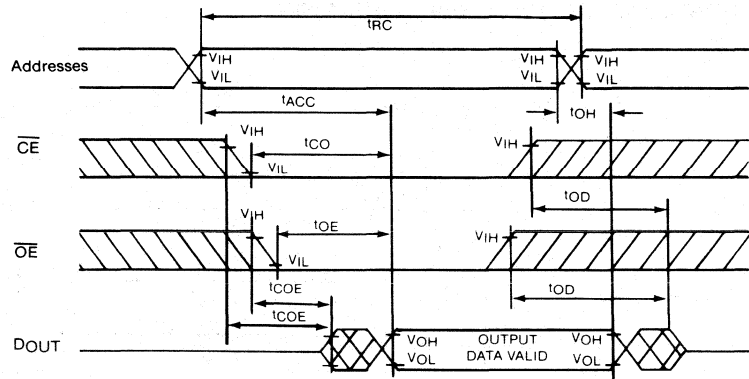 tRC
Addresses VIH VIH VIH
VIL VIL VIL
tACC tOH
CE VIH tCO VIH
VIL
tOD
OE VIH tOE VIH
VIL
tCOE tOD
tCOE
DOUT VOH OUTPUT VOH
VOL DATA VALID VOL